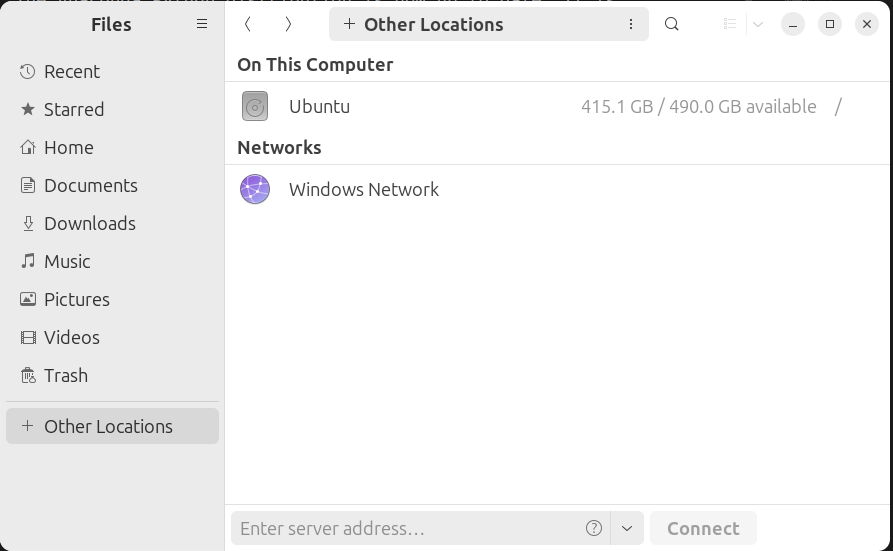 Files
Other Locations
Recent
Starred
Home
Documents
Downloads
Music
Pictures
Videos
Trash
Other Locations
On This Computer
Ubuntu 415.1 GB / 490.0 GB available /
Networks
Windows Network
Enter server address…
Connect